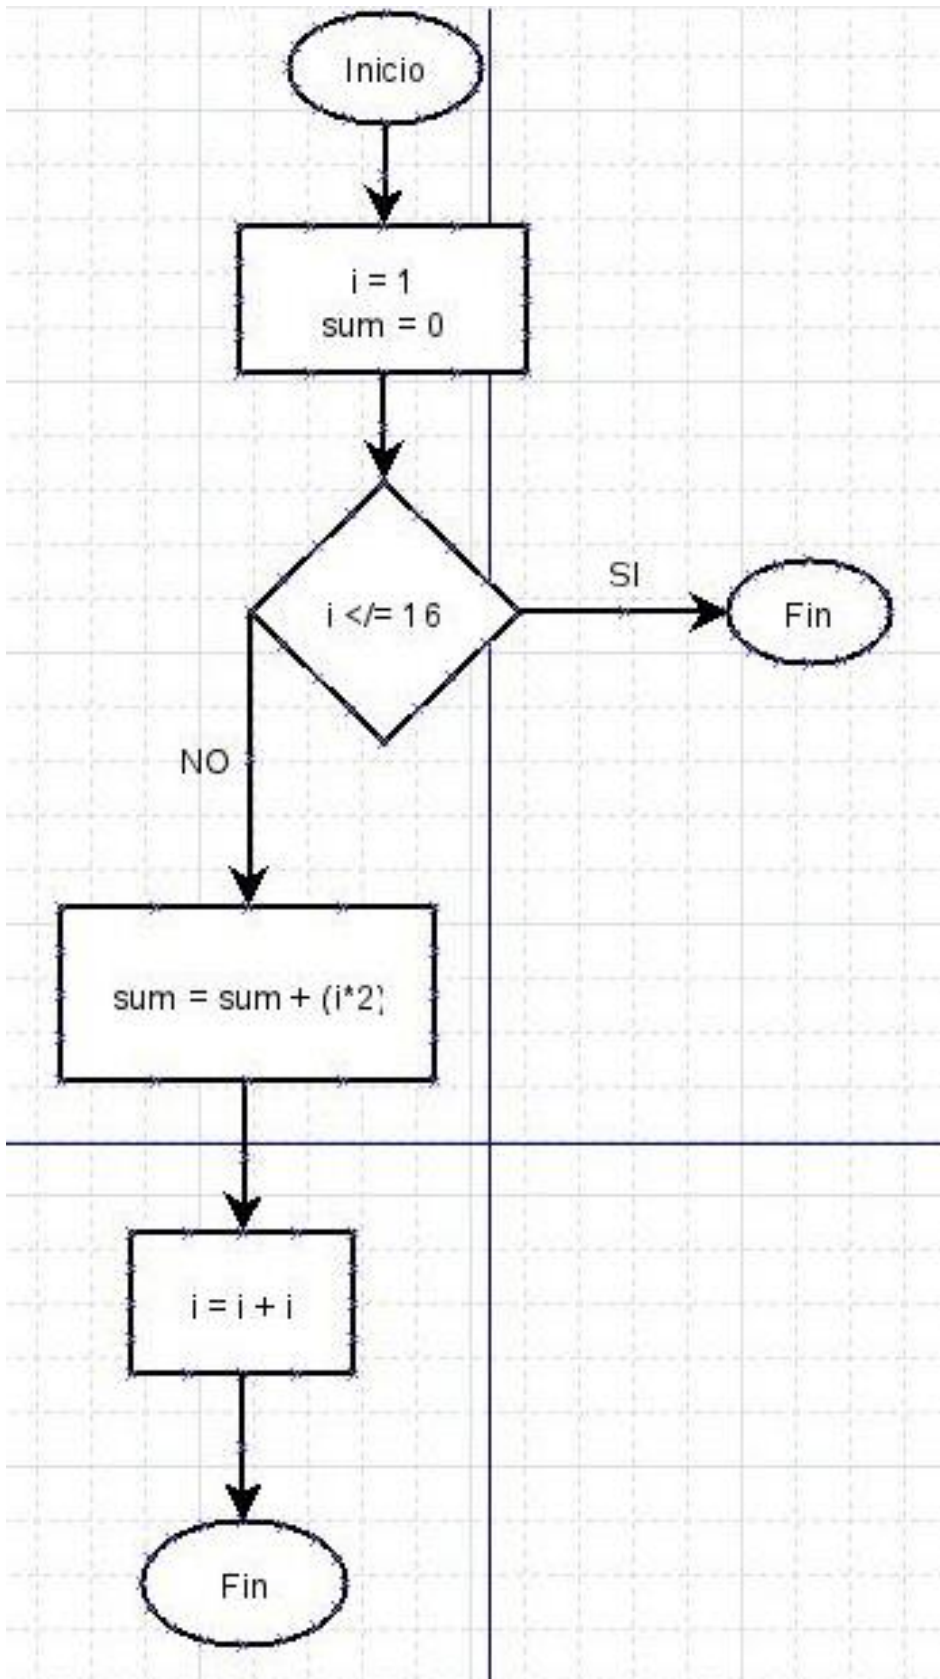 Inicio
i = 1
sum = 0
i </= 16
SI
Fin
NO
sum = sum + (i*2)
i = i + i
Fin